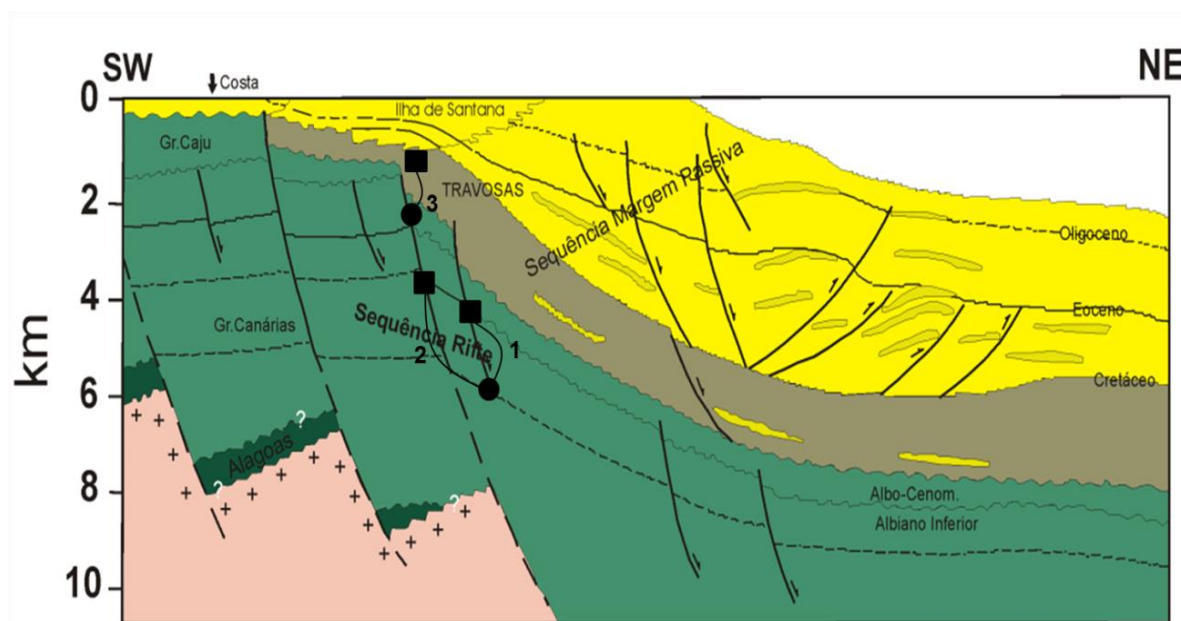 SW
NE
Costa
0
Ilha de Santana
Gr.Caju
2
TRAVOSAS
3
Sequência Margem Passiva
Oligoceno
km
4
Eoceno
Gr.Canárias
Sequência Rifte
1
2
Cretáceo
6
?
Alagoas
?
?
8
Albo-Cenom.
Albiano Inferior
10